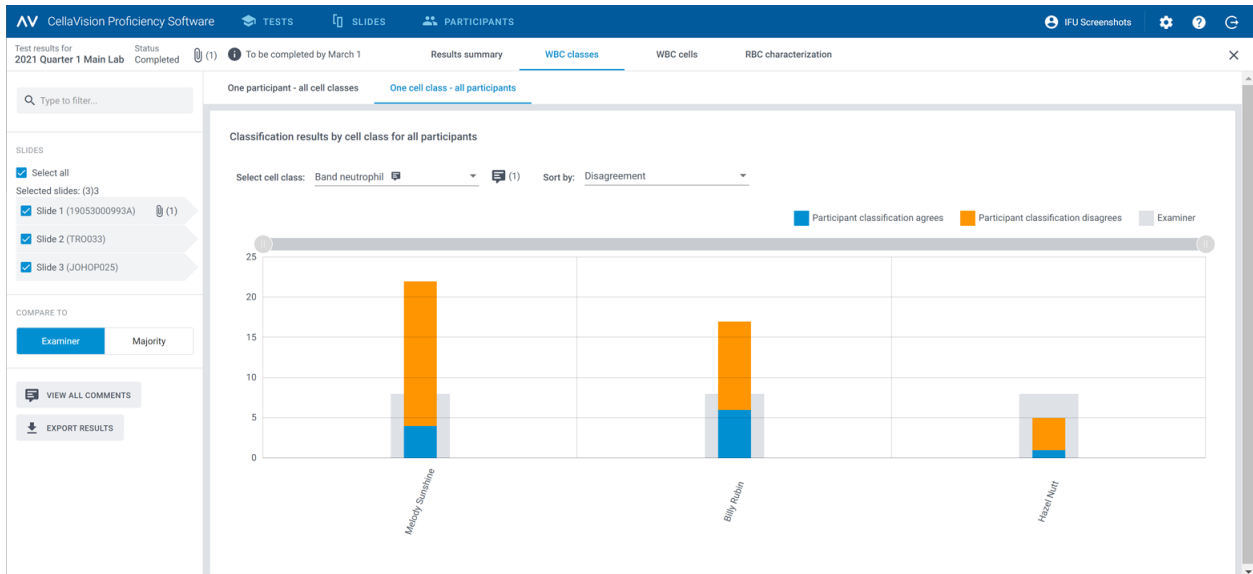 CellaVision Proficiency Software
TESTS
SLIDES
PARTICIPANTS
IFU Screenshots
Test results for
2021 Quarter 1 Main Lab
Status
Completed
(1)
To be completed by March 1
Results summary
WBC classes
WBC cells
RBC characterization
Type to filter...
SLIDES
Select all
Selected slides: (3)3
Slide 1 (19053000993A)
(1)
Slide 2 (TRO033)
Slide 3 (JOHOP025)
COMPARE TO
Examiner
Majority
VIEW ALL COMMENTS
EXPORT RESULTS
One participant - all cell classes
One cell class - all participants
Classification results by cell class for all participants
Select cell class:
Band neutrophil
(1)
Sort by:
Disagreement
Participant classification agrees
Participant classification disagrees
Examiner
25
20
15
10
5
0
Melody Sunshine
Billy Rubin
Hazel Nutt